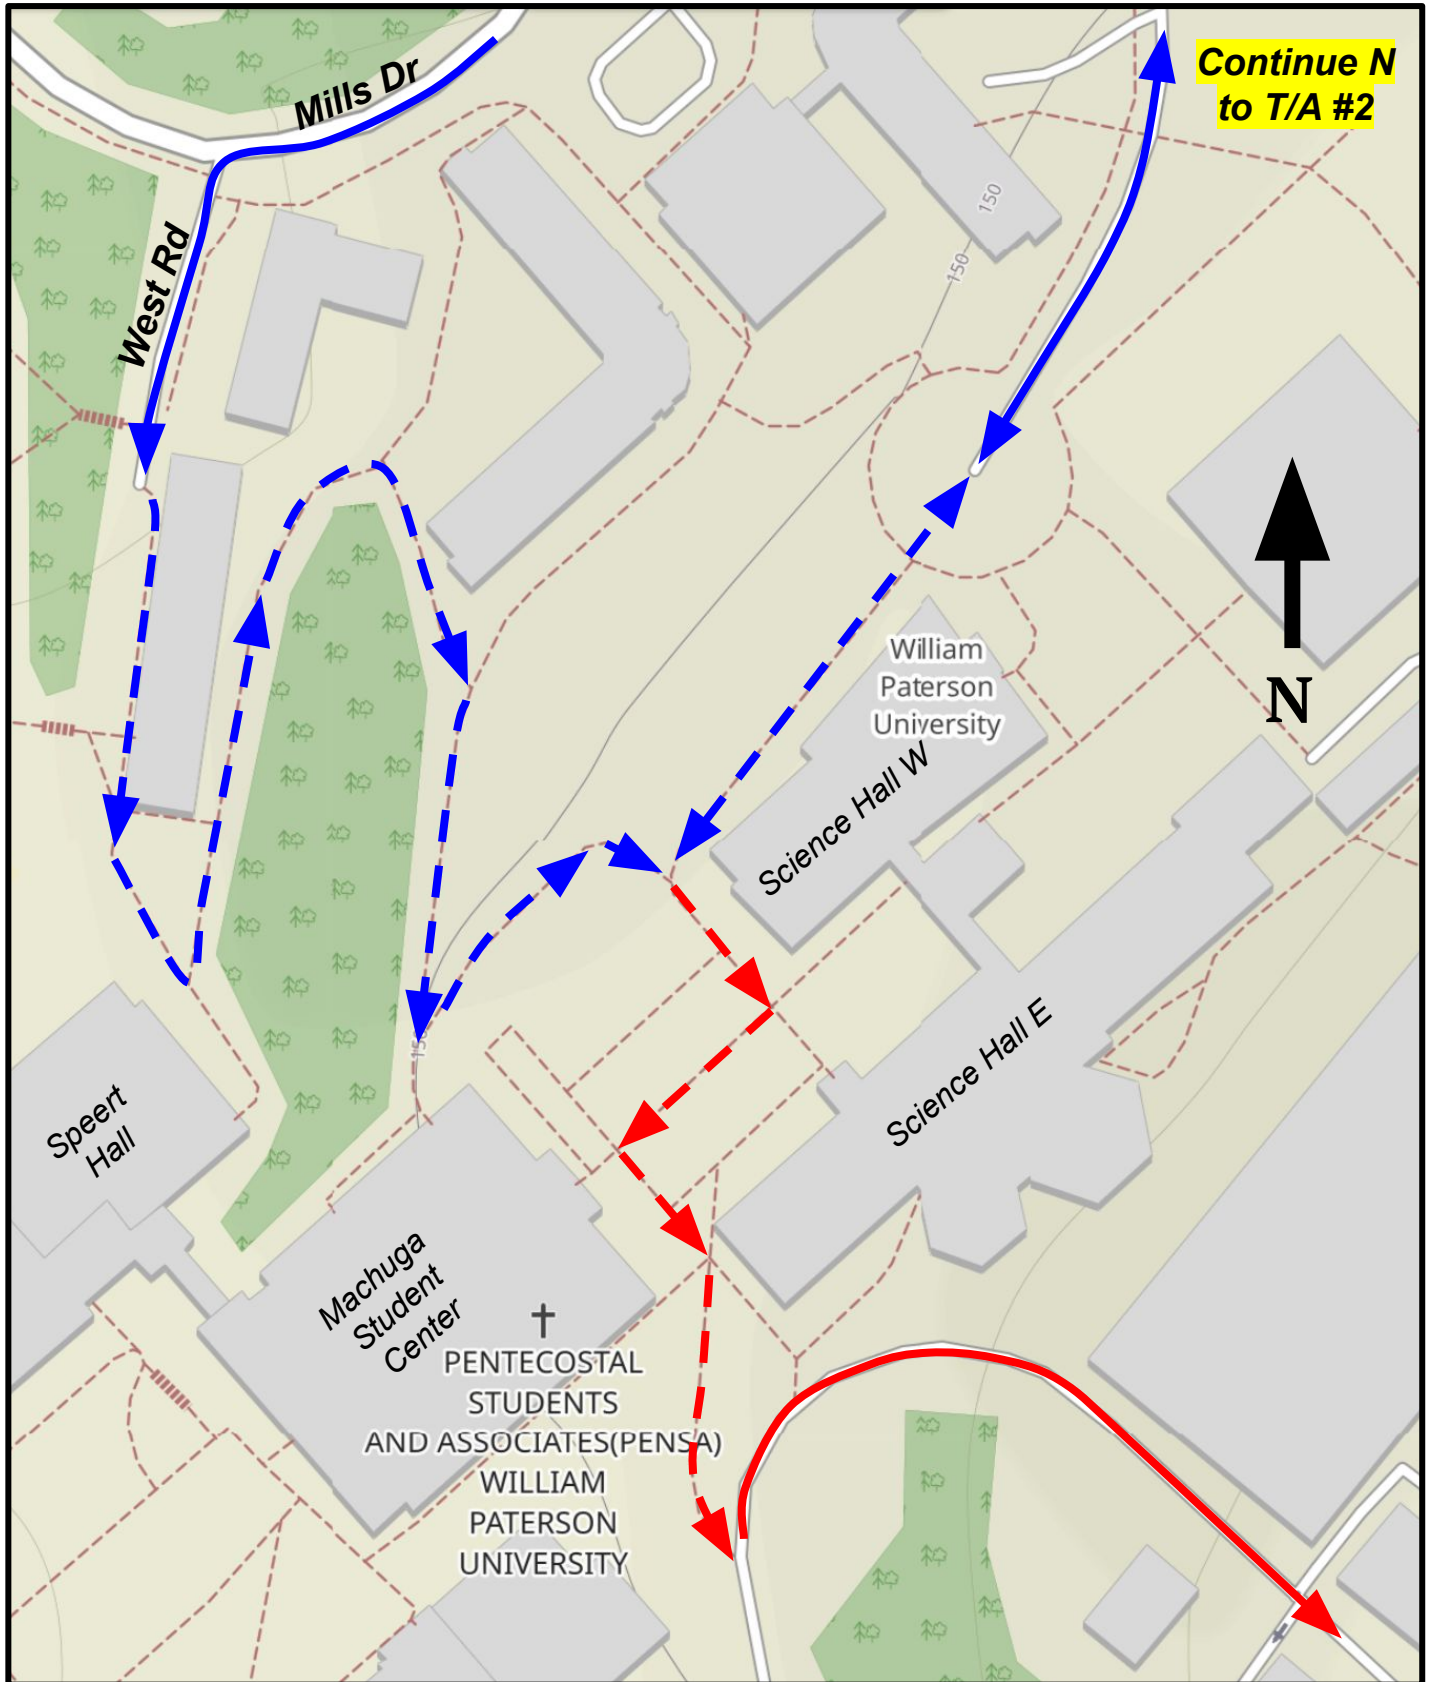 Continue N
to T/A #2
Mills Dr
West Rd
150
150
N
William
Paterson
University
Science Hall W
Science Hall E
Speert
Hall
Machuga
Student
Center
PENTECOSTAL
STUDENTS
AND ASSOCIATES(PENSA)
WILLIAM
PATERSON
UNIVERSITY